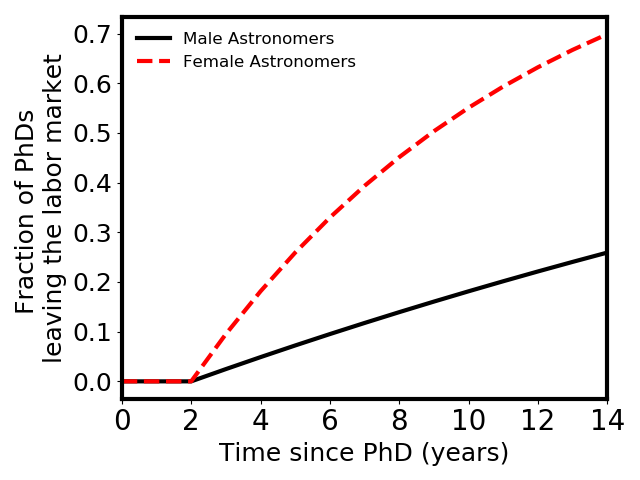 Male Astronomers
Female Astronomers
Fraction of PhDs
leaving the labor market
0.7
0.6
0.5
0.4
0.3
0.2
0.1
0.0
0 2 4 6 8 10 12 14
Time since PhD (years)